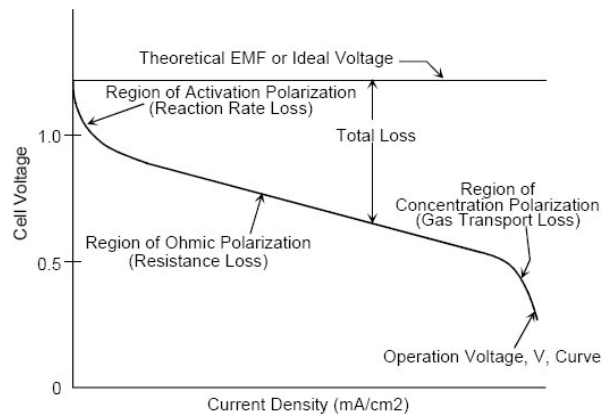 Theoretical EMF or Ideal Voltage
Region of Activation Polarization
(Reaction Rate Loss)
Total Loss
1.0
Region of
Concentration Polarization
(Gas Transport Loss)
Cell Voltage
Region of Ohmic Polarization
(Resistance Loss)
0.5
Operation Voltage, V, Curve
0
Current Density (mA/cm2)